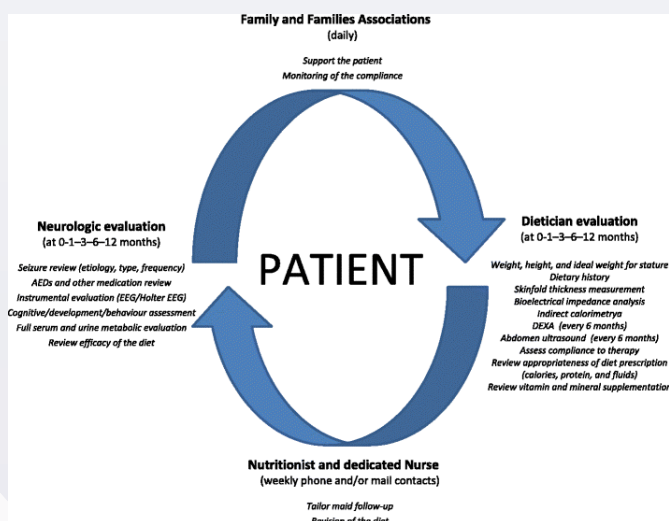 Family and Families Associations
(daily)
Support the patient
Monitoring of the compliance
Neurologic evaluation
(at 0-1–3–6–12 months)
Seizure review (etiology, type, frequency)
AEDs and other medication review
Instrumental evaluation (EEG/Holter EEG)
Cognitive/development/behaviour assessment
Full serum and urine metabolic evaluation
Review efficacy of the diet
PATIENT
Dietician evaluation
(at 0-1–3–6–12 months)
Weight, height, and ideal weight for stature
Dietary history
Skinfold thickness measurement
Bioelectrical impedance analysis
Indirect calorimetrya
DEXA (every 6 months)
Abdomen ultrasound (every 6 months)
Assess compliance to therapy
Review appropriateness of diet prescription
(calories, protein, and fluids)
Review vitamin and mineral supplementation
Nutritionist and dedicated Nurse
(weekly phone and/or mail contacts)
Tailor maid follow-up
Revision of the diet